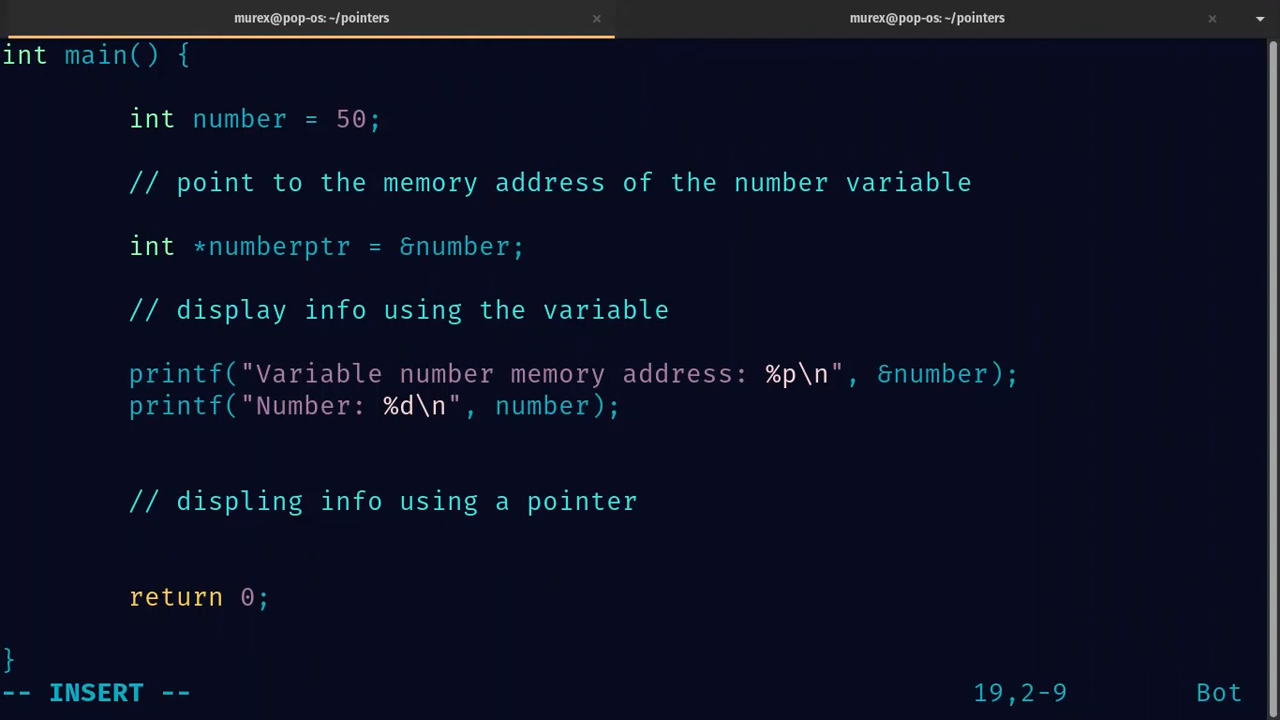 murex@pop-os: ~/pointers × murex@pop-os: ~/pointers ×
int main() {
int number = 50;
// point to the memory address of the number variable
int *numberptr = &number;
// display info using the variable
printf("Variable number memory address: %p\n", &number);
printf("Number: %d\n", number);
// displing info using a pointer
return 0;
}
-- INSERT -- 19,2-9 Bot